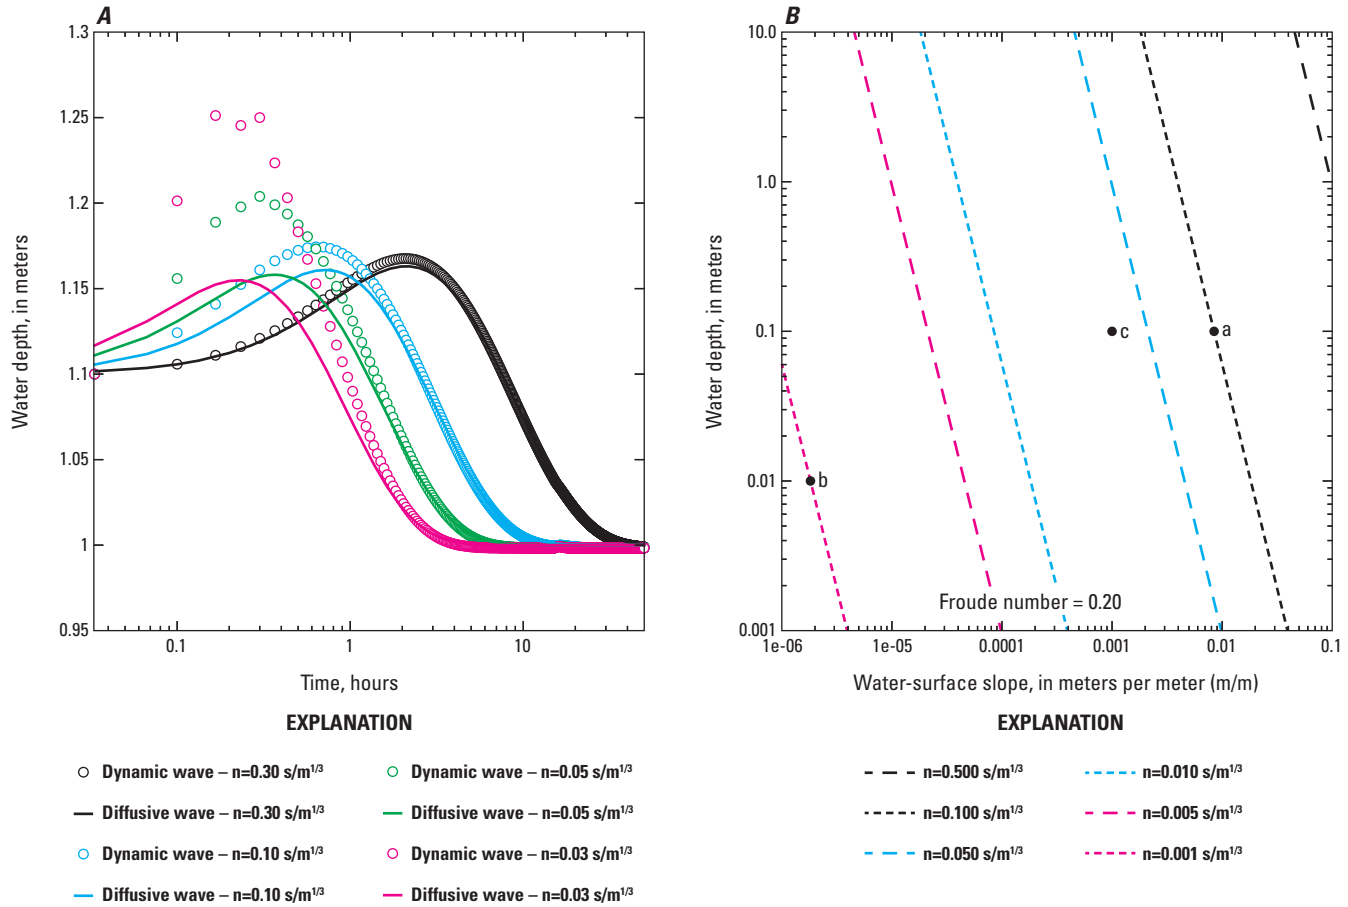 A
1.3
1.25
1.2
1.15
1.1
1.05
1
0.95
Water depth, in meters
0.1
1
10
Time, hours
EXPLANATION
Dynamic wave – n=0.30 s/m1/3
Diffusive wave – n=0.30 s/m1/3
Dynamic wave – n=0.10 s/m1/3
Diffusive wave – n=0.10 s/m1/3
Dynamic wave – n=0.05 s/m1/3
Diffusive wave – n=0.05 s/m1/3
Dynamic wave – n=0.03 s/m1/3
Diffusive wave – n=0.03 s/m1/3
B
10.0
1.0
0.1
0.01
0.001
Water depth, in meters
c
a
b
Froude number = 0.20
1e-06
1e-05
0.0001
0.001
0.01
0.1
Water-surface slope, in meters per meter (m/m)
EXPLANATION
n=0.500 s/m1/3
n=0.100 s/m1/3
n=0.050 s/m1/3
n=0.010 s/m1/3
n=0.005 s/m1/3
n=0.001 s/m1/3